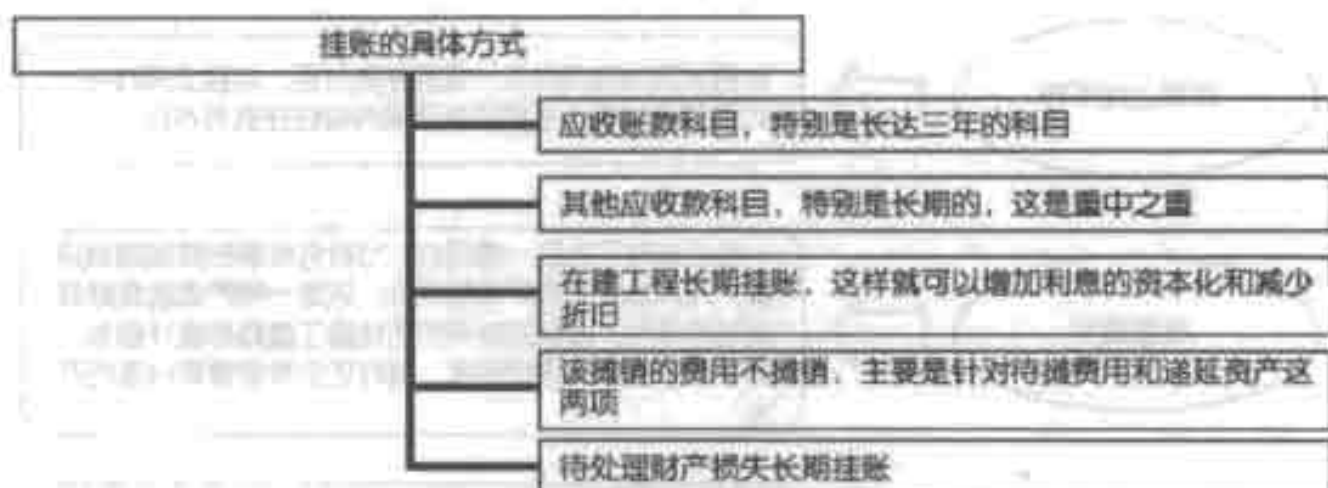 挂账的具体方式
应收账款科目，特别是长达三年的科目
其他应收款科目，特别是长期的，这是重中之重
在建工程长期挂账，这样就可以增加利息的资本化和减少
折旧
该摊销的费用不摊销，主要是针对待摊费用和递延资产这
两项
待处理财产损失长期挂账